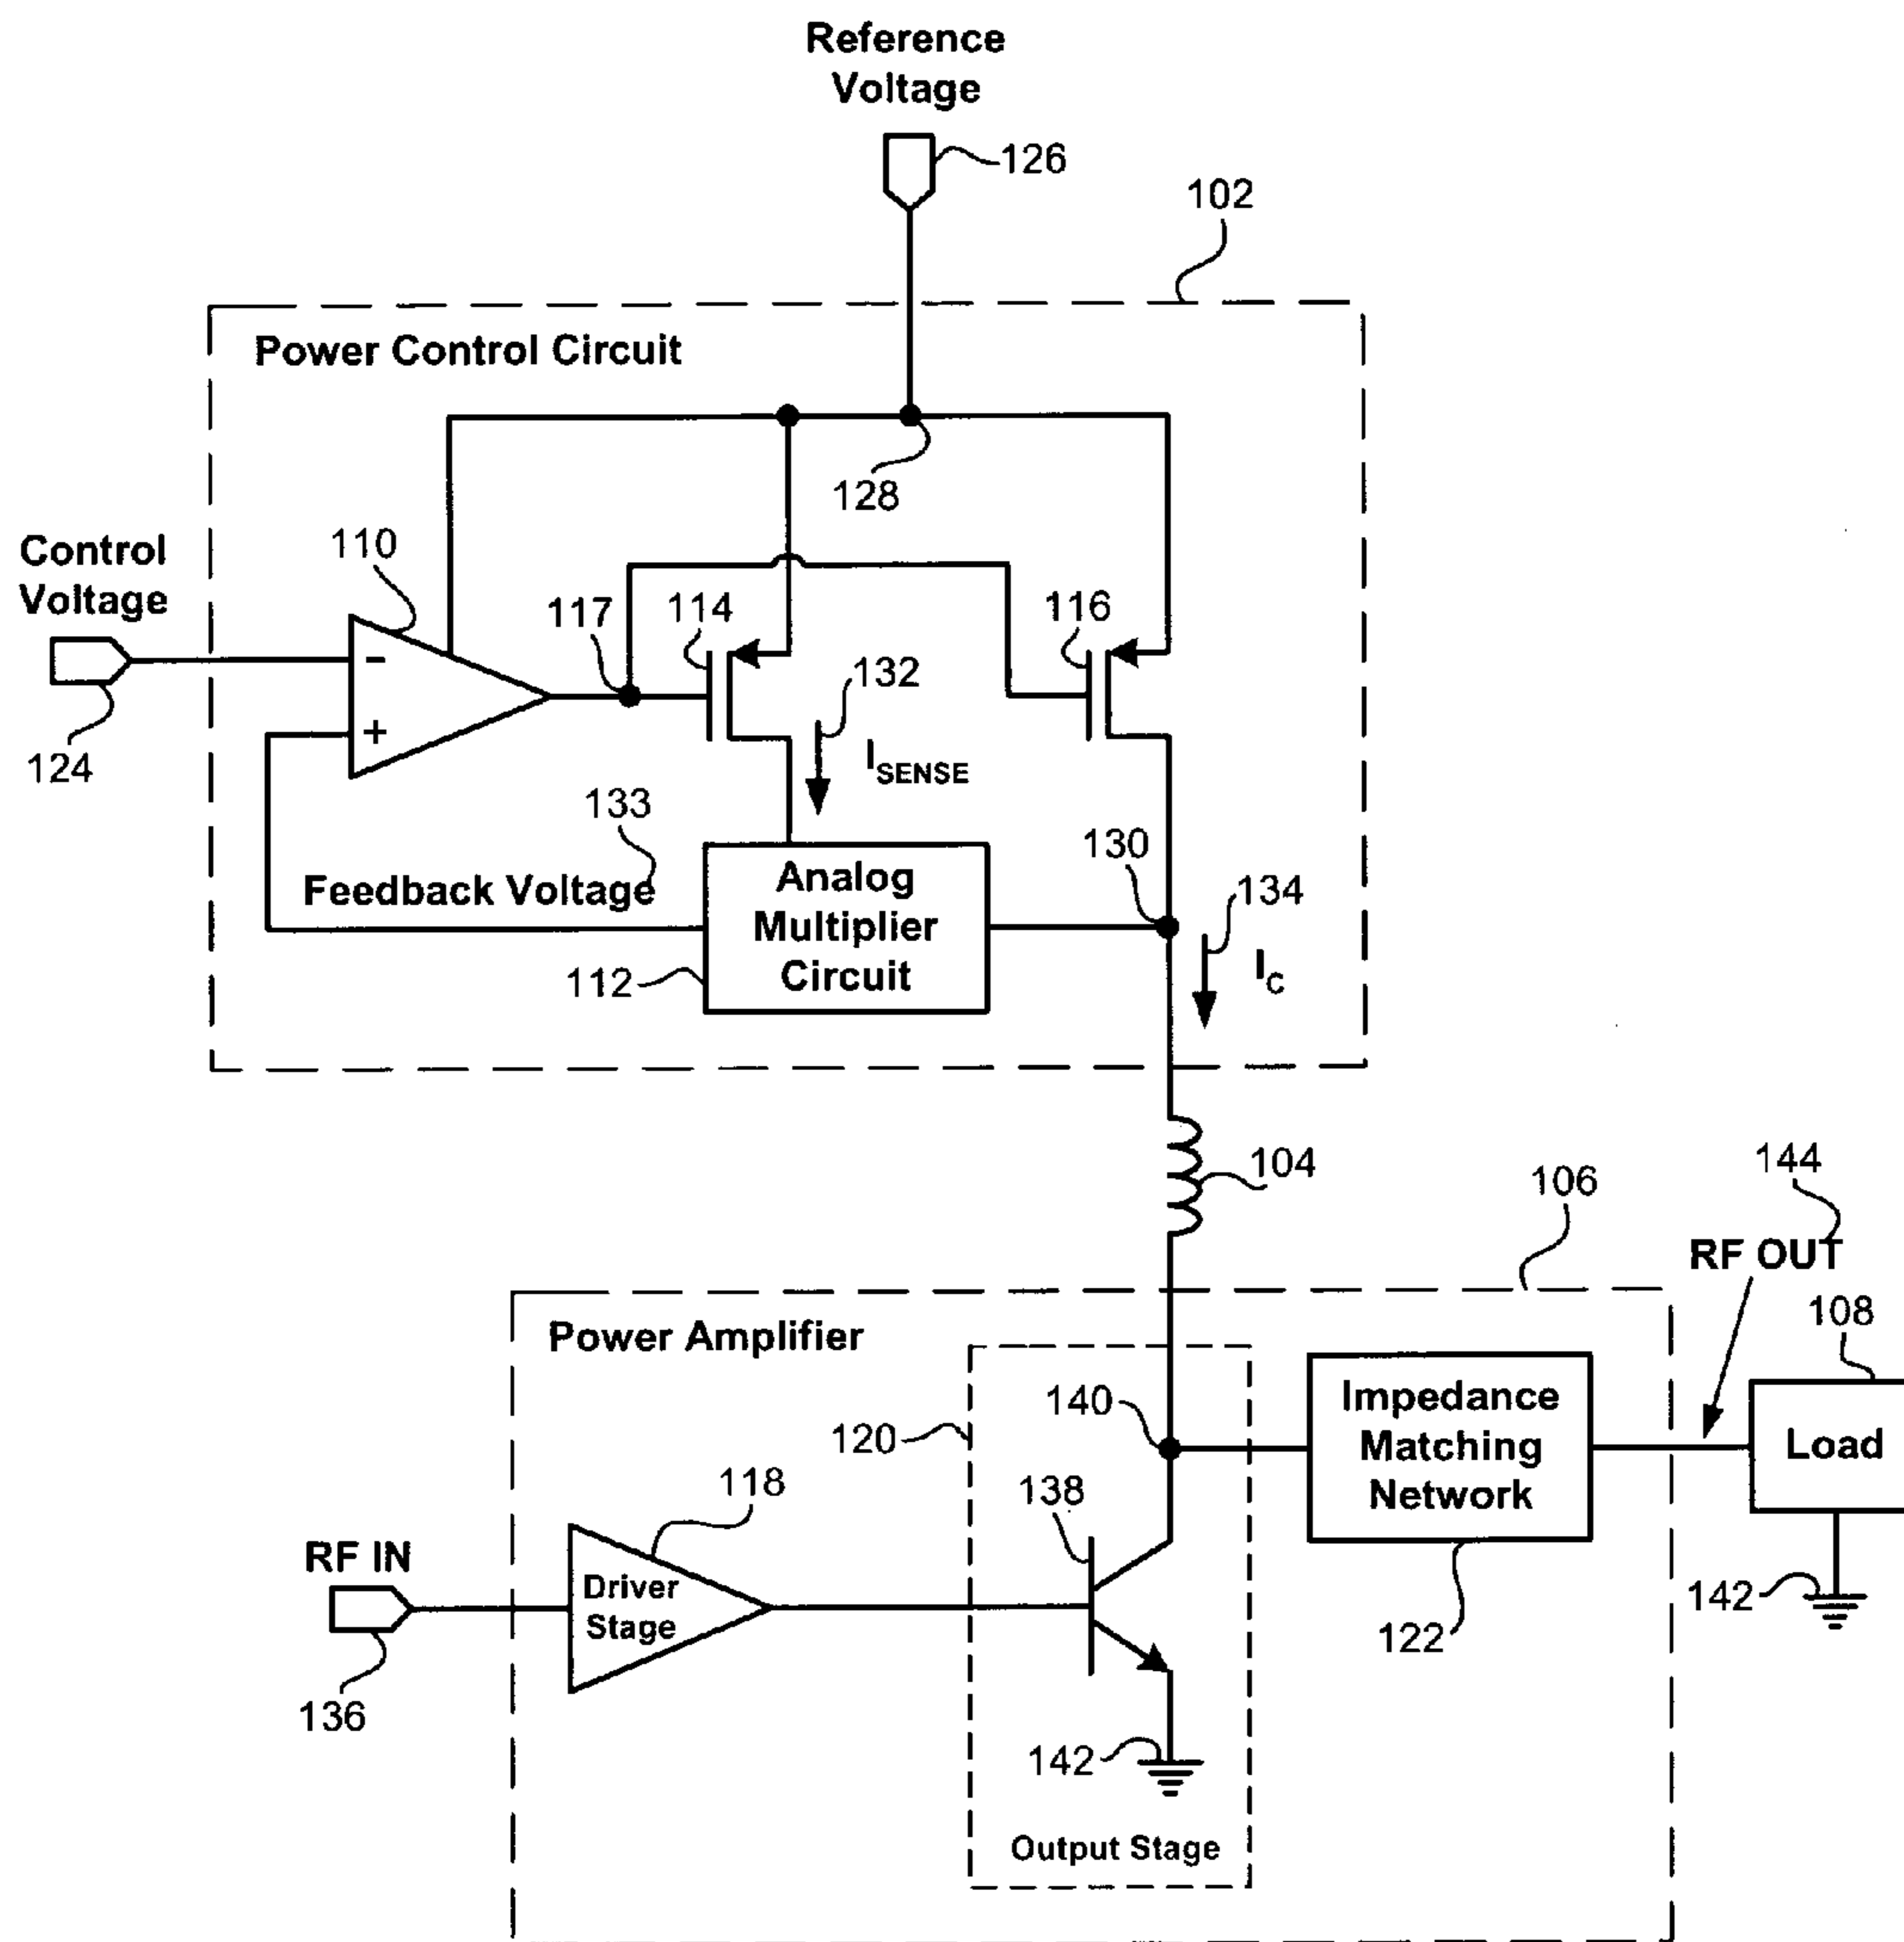 Reference
Voltage
126
102
Power Control Circuit
128
Control
Voltage
110
117
114
116
-
+
132
I SENSE
124
133
Feedback Voltage
Analog
Multiplier
Circuit
112
130
134
I C
104
144
106
RF OUT
108
Power Amplifier
Impedance
Matching
Network
Load
140
120
138
118
RF IN
Driver
Stage
136
122
142
142
Output Stage